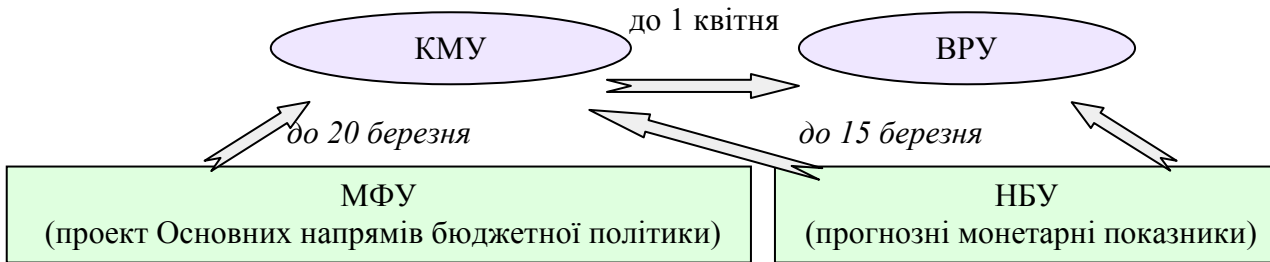 до 1 квітня
КМУ
ВРУ
до 20 березня
до 15 березня
МФУ
(проект Основних напрямів бюджетної політики)
НБУ
(прогнозні монетарні показники)